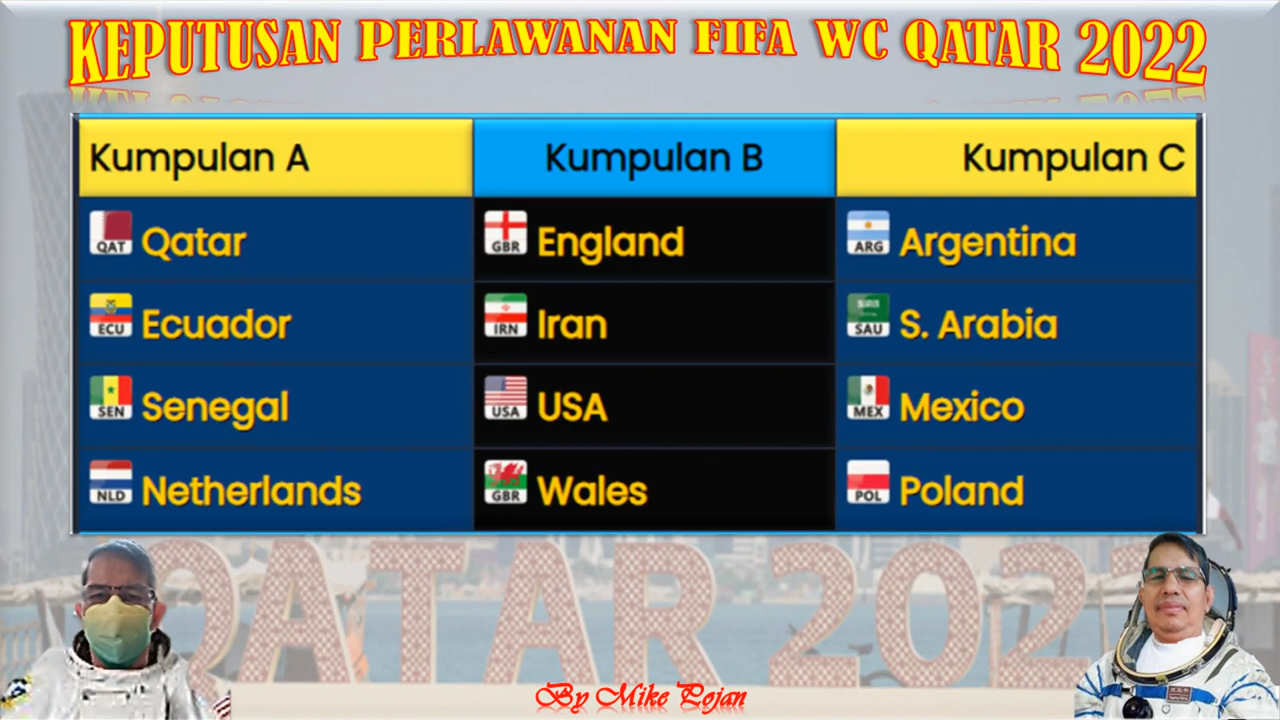 KEPUTUSAN PERLAWANAN FIFA WC QATAR 2022
Kumpulan A Kumpulan B Kumpulan C
QAT Qatar GBR England ARG Argentina
ECU Ecuador IRN Iran SAU S. Arabia
SEN Senegal USA USA MEX Mexico
NLD Netherlands GBR Wales POL Poland
QATAR 2022
By Mike Pojan